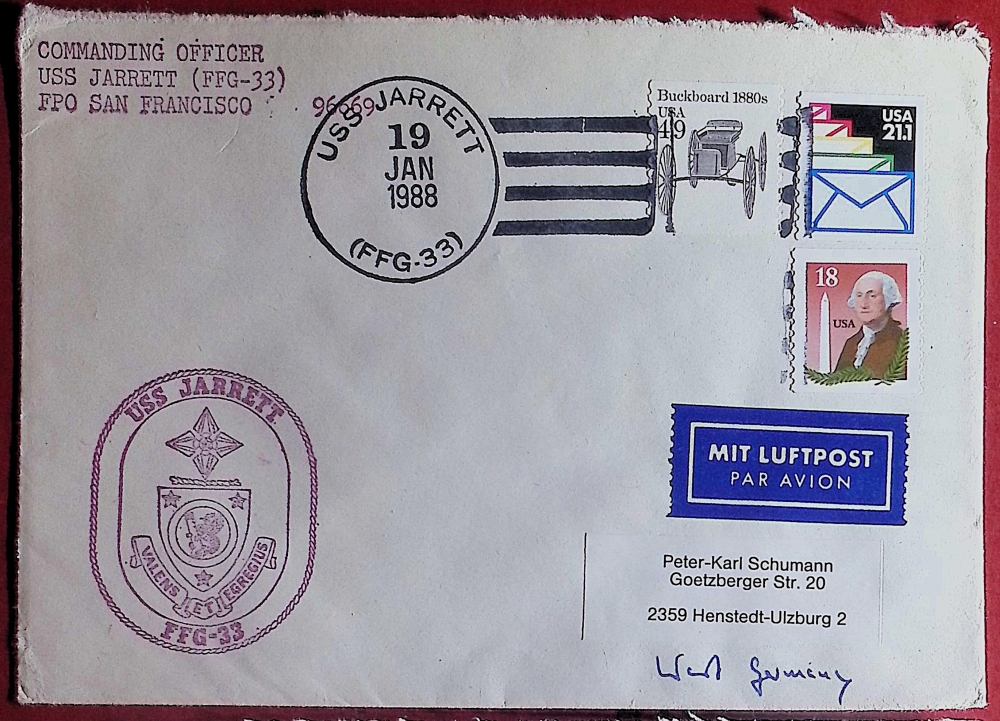 COMMANDING OFFICER
USS JARRETT (FFG-33)
FPO SAN FRANCISCO
USS JARRETT
19
JAN
1988
(FFG-33)
Buckboard 1880s
USA
4.9
USA
21.1
18
USA
MIT LUFTPOST
PAR AVION
Peter-Karl Schumann
Goetzberger Str. 20
2359 Henstedt-Ulzburg 2
West Germany
USS JARRETT
VALENS ET EGREGIUS
FFG-33